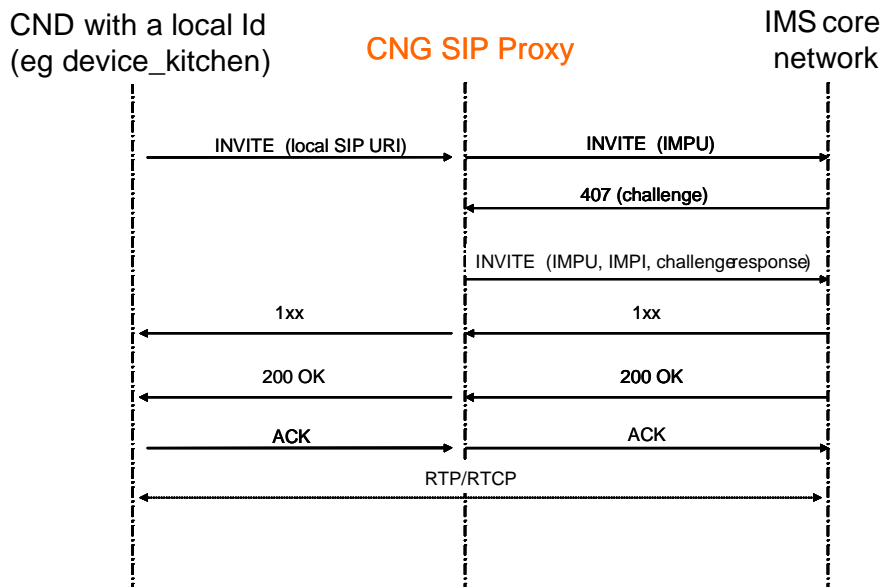 CND with a local Id
(eg device_kitchen)
CNG SIP Proxy
IMS core
network
INVITE (local SIP URI)
INVITE (IMPU)
407 (challenge)
INVITE (IMPU, IMPI, challengeresponse)
1xx
1xx
200 OK
200 OK
ACK
ACK
RTP/RTCP